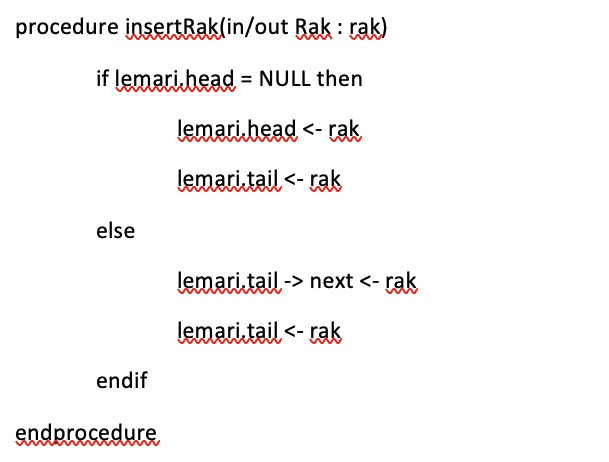 procedure insertRak(in/out Rak : rak)
if lemari.head = NULL then
lemari.head <- rak
lemari.tail <- rak
else
lemari.tail -> next <- rak
lemari.tail <- rak
endif
endprocedure